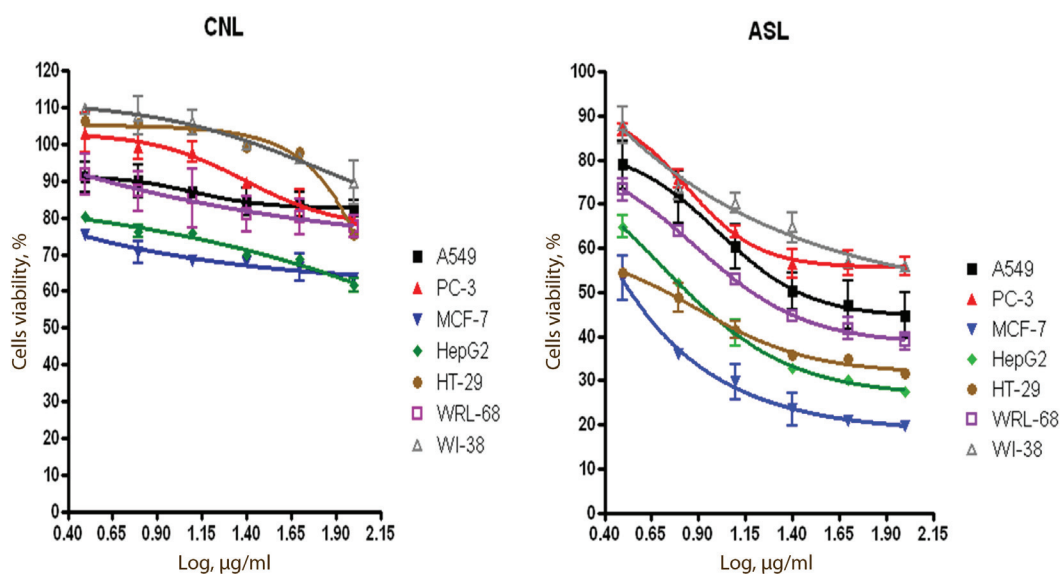 CNL
Cells viability, %
120
110
100
90
80
70
60
50
40
30
20
10
0
0.40 0.65 0.90 1.15 1.40 1.65 1.90 2.15
Log, µg/ml
A549
PC-3
MCF-7
HepG2
HT-29
WRL-68
WI-38
ASL
Cells viability, %
100
90
80
70
60
50
40
30
20
10
0
0.40 0.65 0.90 1.15 1.40 1.65 1.90 2.15
Log, µg/ml
A549
PC-3
MCF-7
HepG2
HT-29
WRL-68
WI-38